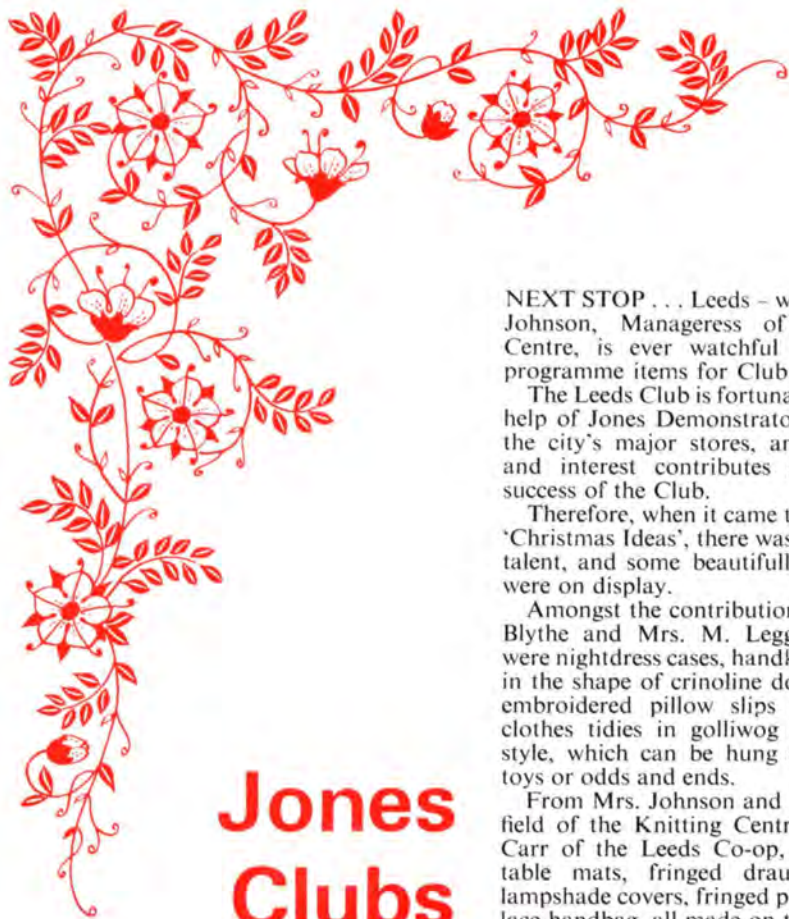 NEXT STOP . . . Leeds – w
Johnson, Manageress of
Centre, is ever watchful
programme items for Club
The Leeds Club is fortuna
help of Jones Demonstrato
the city's major stores, an
and interest contributes
success of the Club.
Therefore, when it came t
'Christmas Ideas', there was
talent, and some beautifull
were on display.
Amongst the contribution
Blythe and Mrs. M. Legg
were nightdress cases, handk
in the shape of crinoline do
embroidered pillow slips
clothes tidies in golliwog
style, which can be hung
toys or odds and ends.
From Mrs. Johnson and
field of the Knitting Centr
Carr of the Leeds Co-op,
table mats, fringed drau
lampshade covers, fringed p
Jones
Clubs